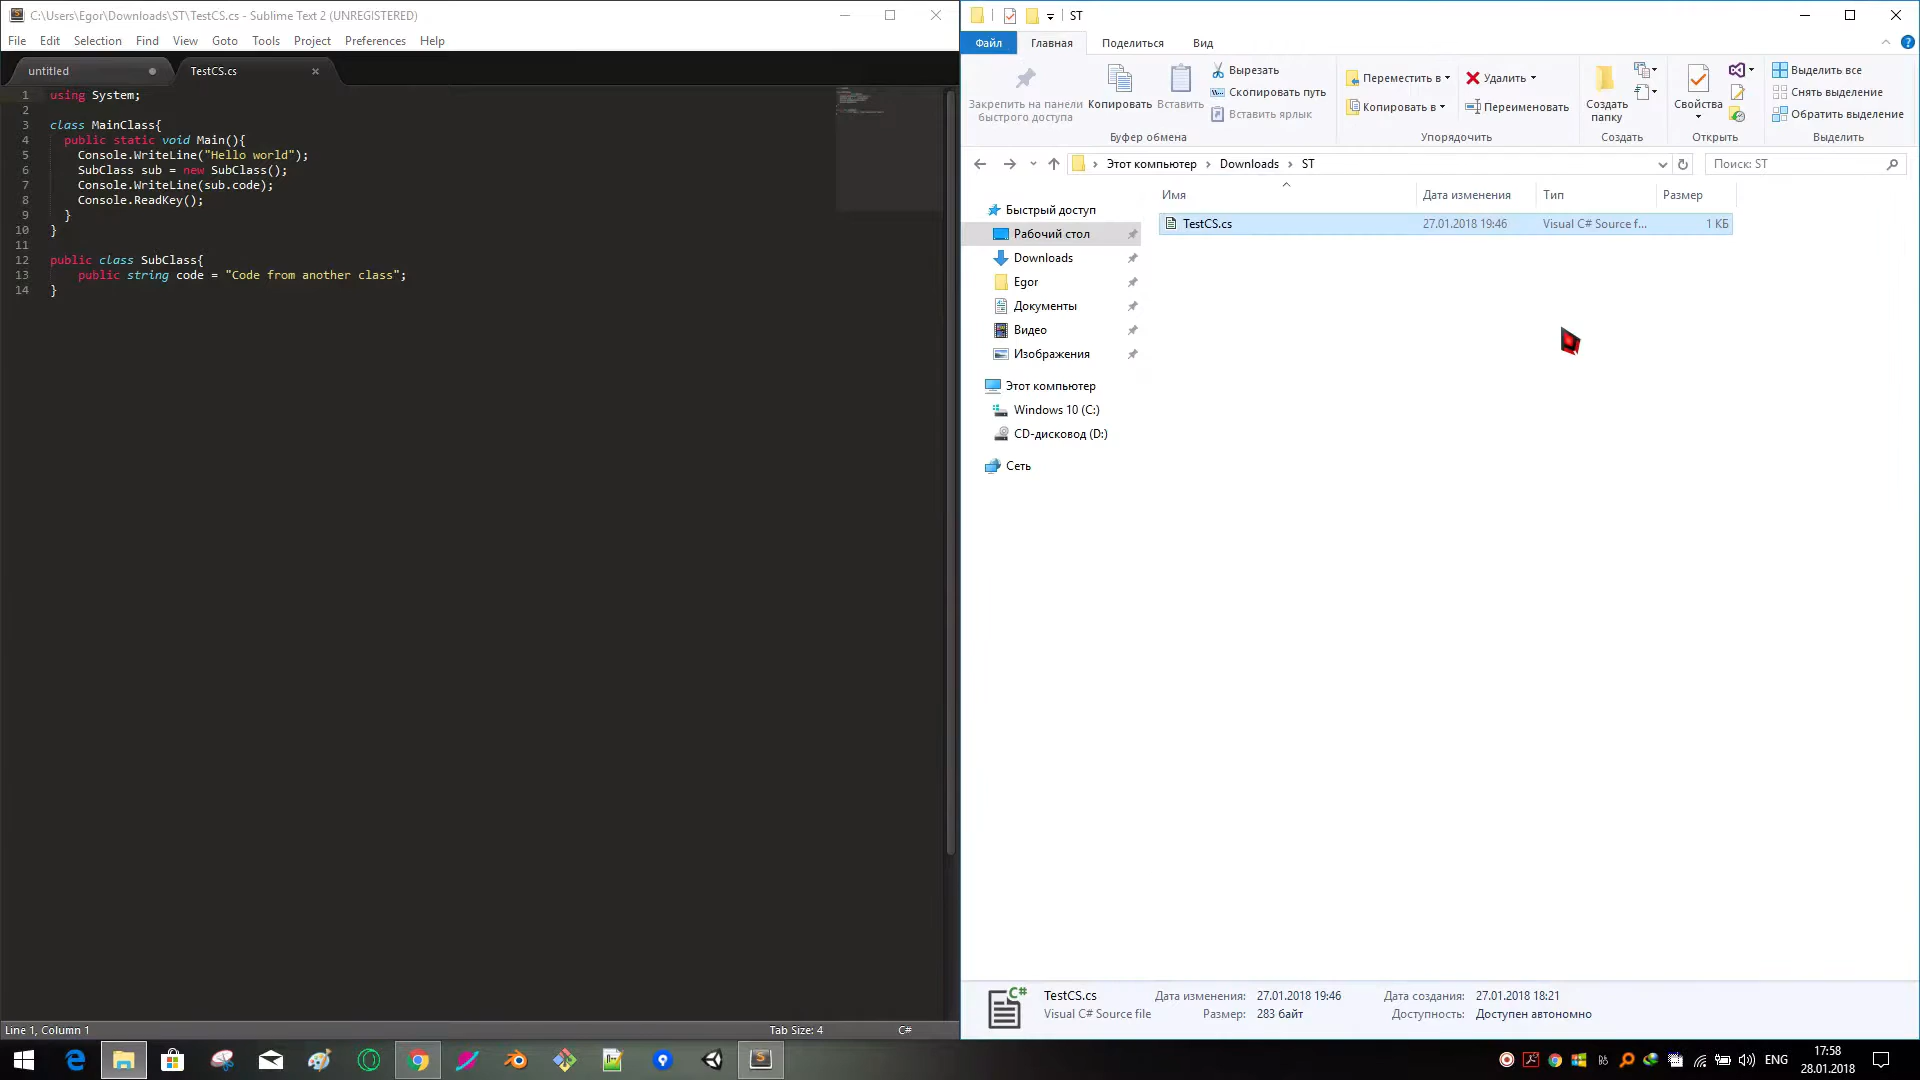 C:\Users\Egor\Downloads\ST\TestCS.cs - Sublime Text 2 (UNREGISTERED)
File Edit Selection Find View Goto Tools Project Preferences Help
untitled TestCS.cs
1 using System;
2
3 class MainClass{
4 public static void Main(){
5 Console.WriteLine("Hello world");
6 SubClass sub = new SubClass();
7 Console.WriteLine(sub.code);
8 Console.ReadKey();
9 }
10 }
11
12 public class SubClass{
13 public string code = "Code from another class";
14 }
Line 1, Column 1 Tab Size: 4 C#
ST
Файл Главная Поделиться Вид
Закрепить на панели
быстрого доступа
Копировать
Вставить
Вырезать
Скопировать путь
Вставить ярлык
Буфер обмена
Переместить в
Копировать в
Удалить
Переименовать
Упорядочить
Создать
папку
Создать
Свойства
Открыть
Выделить все
Снять выделение
Обратить выделение
Выделить
Этот компьютер Downloads ST
Поиск: ST
Имя Дата изменения Тип Размер
TestCS.cs 27.01.2018 19:46 Visual C# Source f... 1 КБ
Быстрый доступ
Рабочий стол
Downloads
Egor
Документы
Видео
Изображения
Этот компьютер
Windows 10 (C:)
CD-дисковод (D:)
Сеть
C#
TestCS.cs Дата изменения: 27.01.2018 19:46 Дата создания: 27.01.2018 18:21
Visual C# Source file Размер: 283 байт Доступность: Доступен автономно
ENG
17:58
28.01.2018